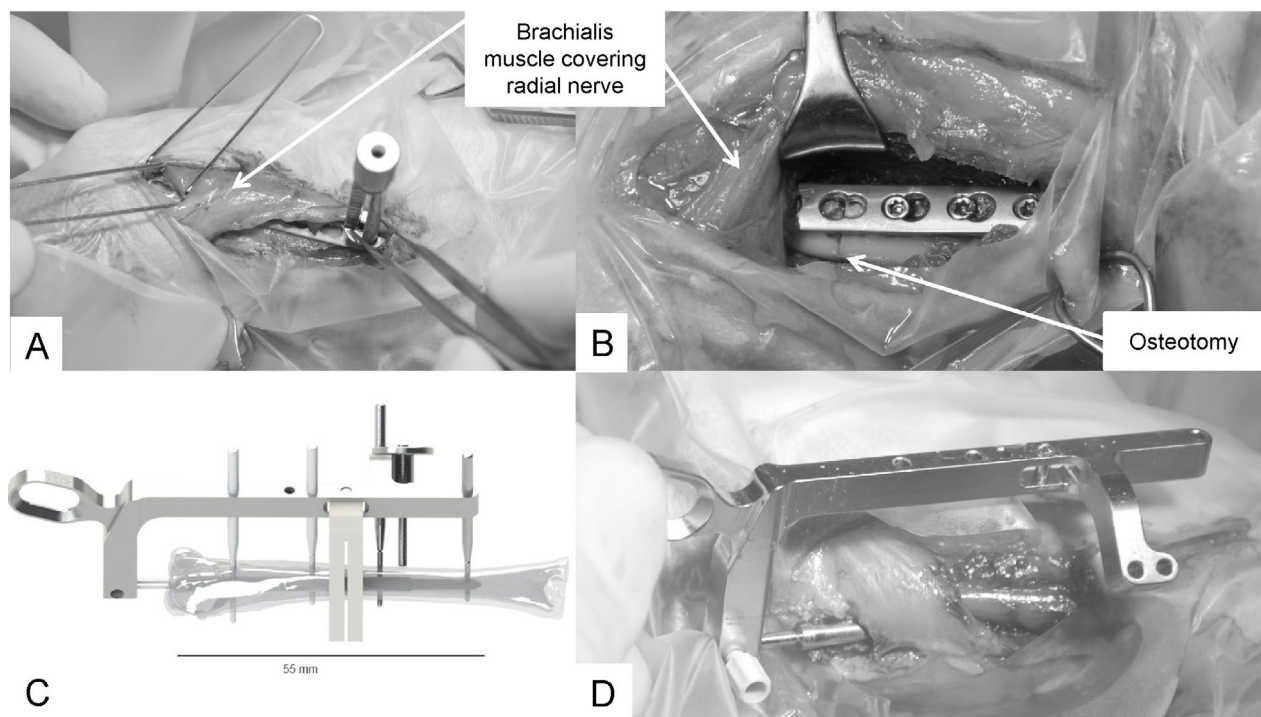 Brachialis
muscle covering
radial nerve
A
B
Osteotomy
55 mm
C
D